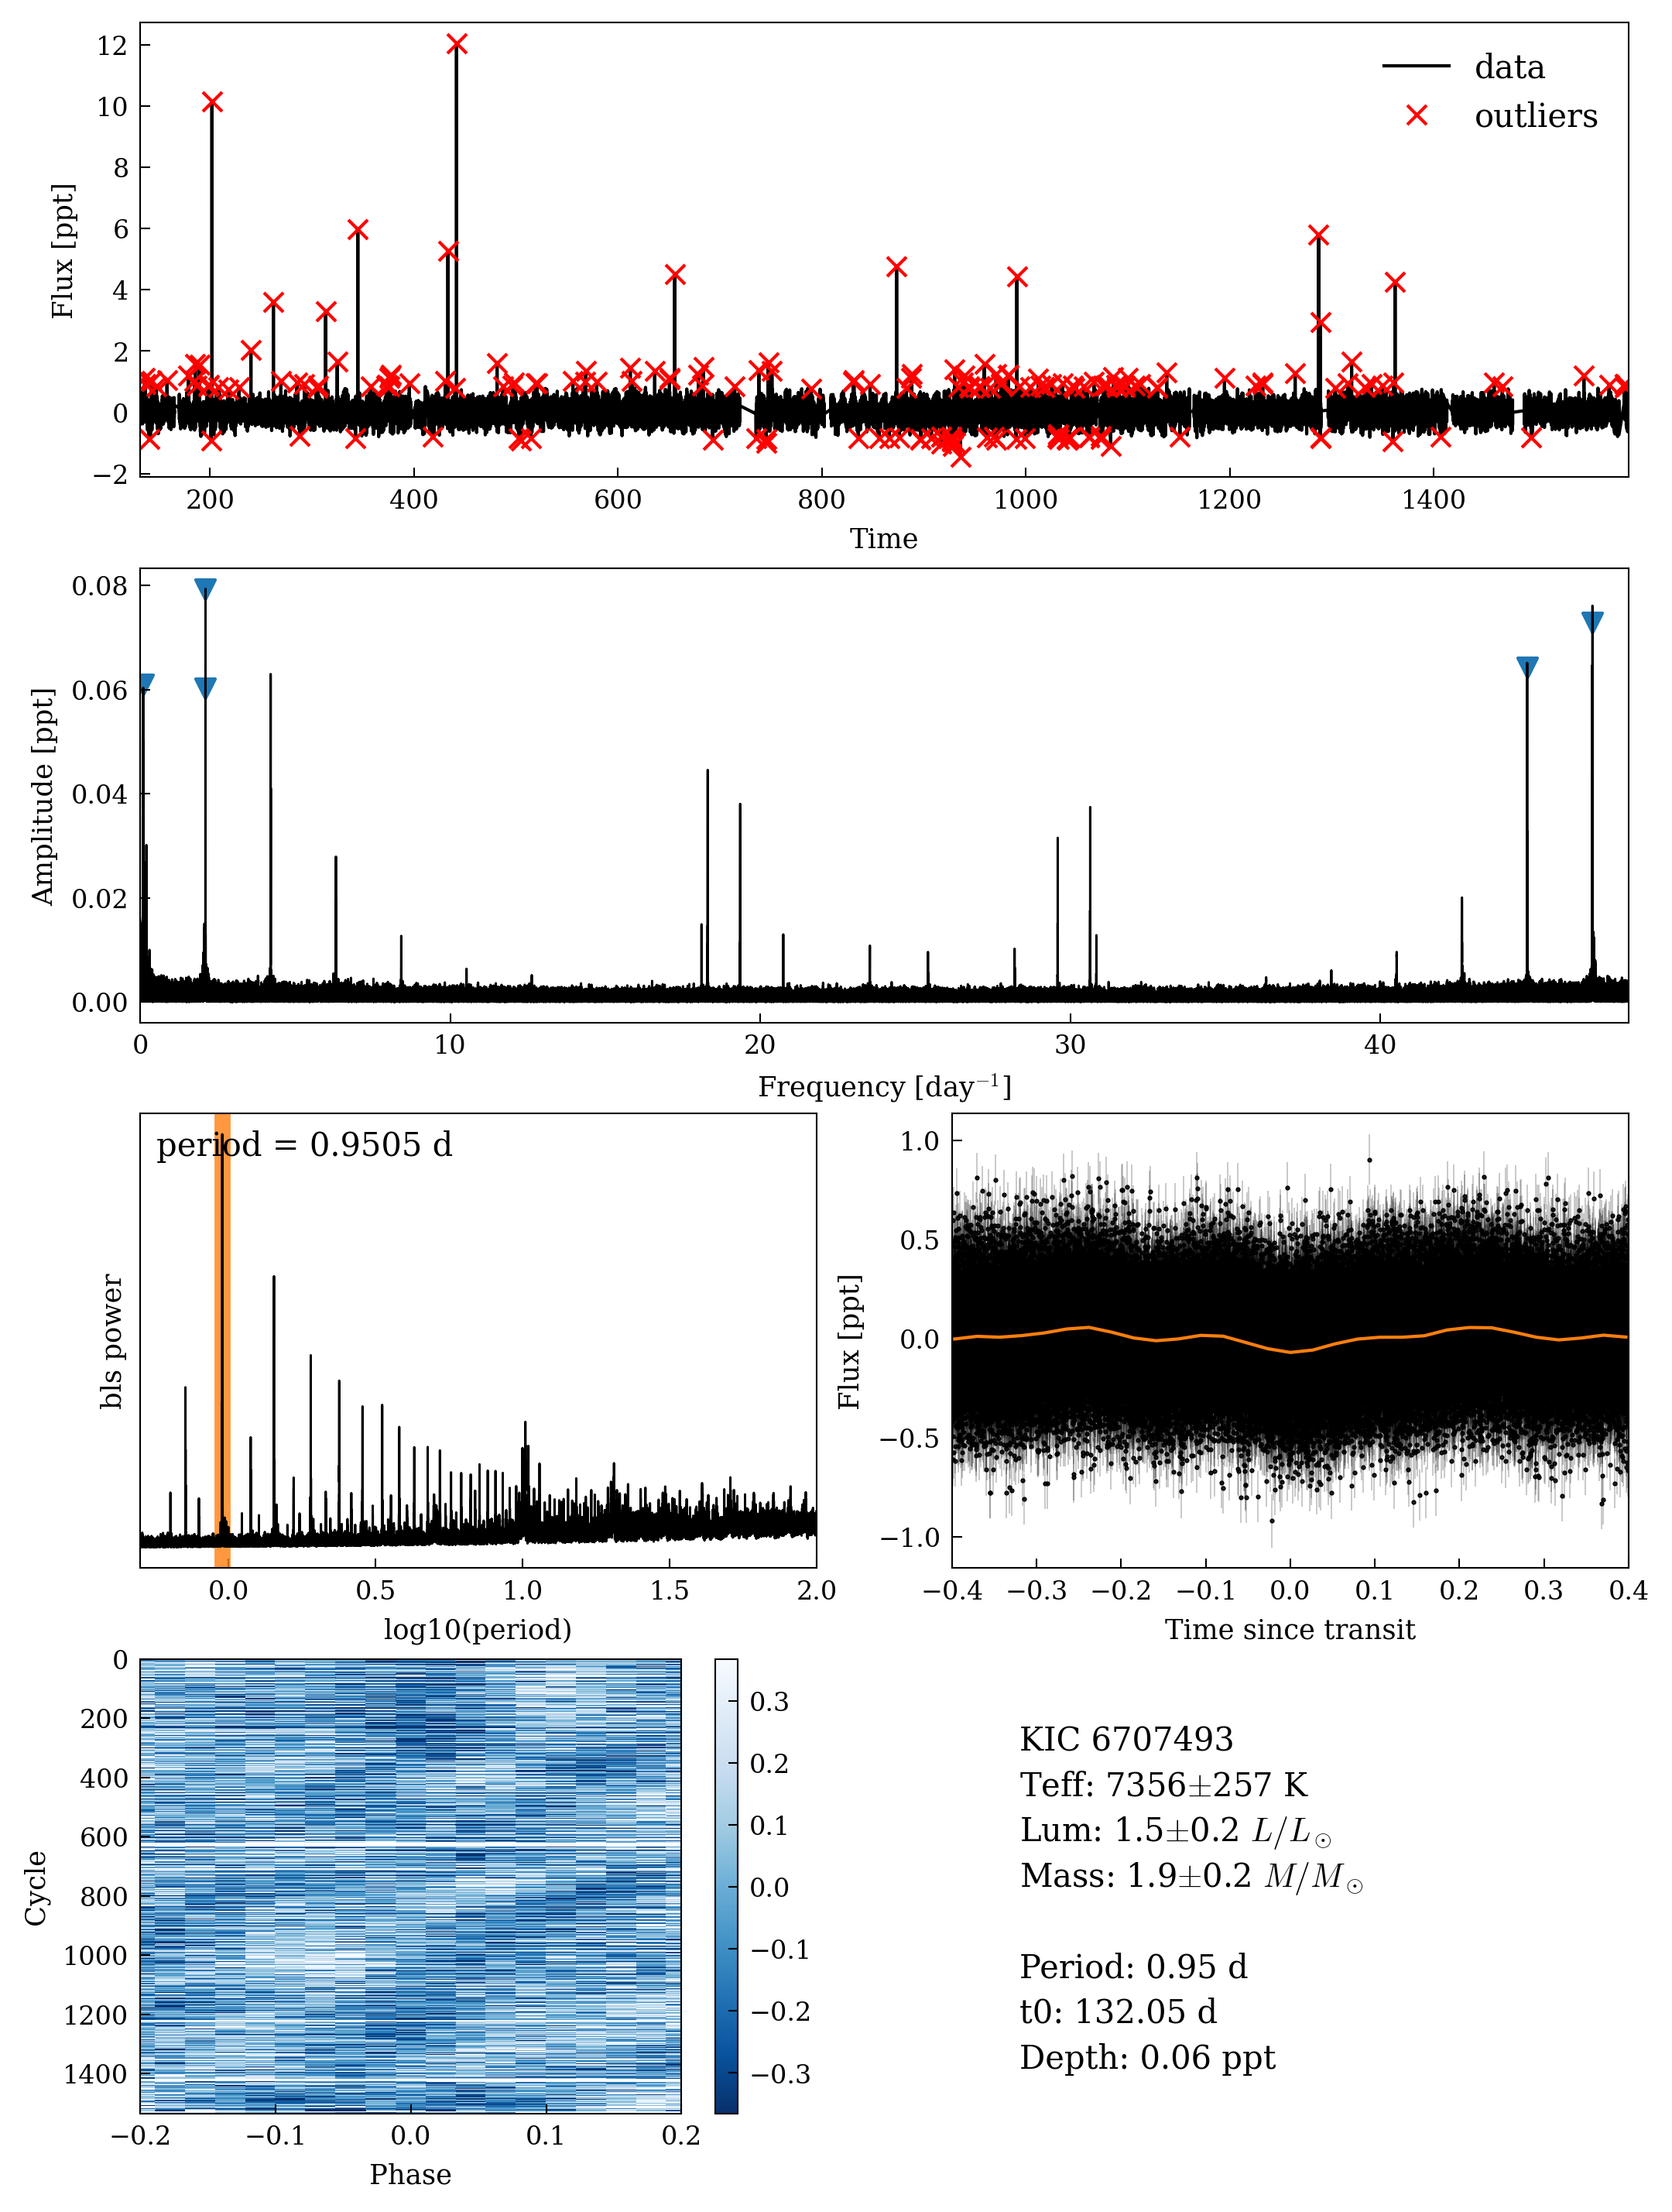 12
10
8
6
4
2
0
−2
Flux [ppt]
data
outliers
200 400 600 800 1000 1200 1400
Time
0.08
0.06
0.04
0.02
0.00
Amplitude [ppt]
0 10 20 30 40
Frequency [day⁻¹]
period = 0.9505 d
bls power
0.0 0.5 1.0 1.5 2.0
log10(period)
1.0
0.5
0.0
−0.5
−1.0
Flux [ppt]
−0.4 −0.3 −0.2 −0.1 0.0 0.1 0.2 0.3 0.4
Time since transit
0
200
400
600
800
1000
1200
1400
Cycle
−0.2 −0.1 0.0 0.1 0.2
Phase
0.3
0.2
0.1
0.0
−0.1
−0.2
−0.3
KIC 6707493
Teff: 7356±257 K
Lum: 1.5±0.2 L/L⊙
Mass: 1.9±0.2 M/M⊙
Period: 0.95 d
t0: 132.05 d
Depth: 0.06 ppt